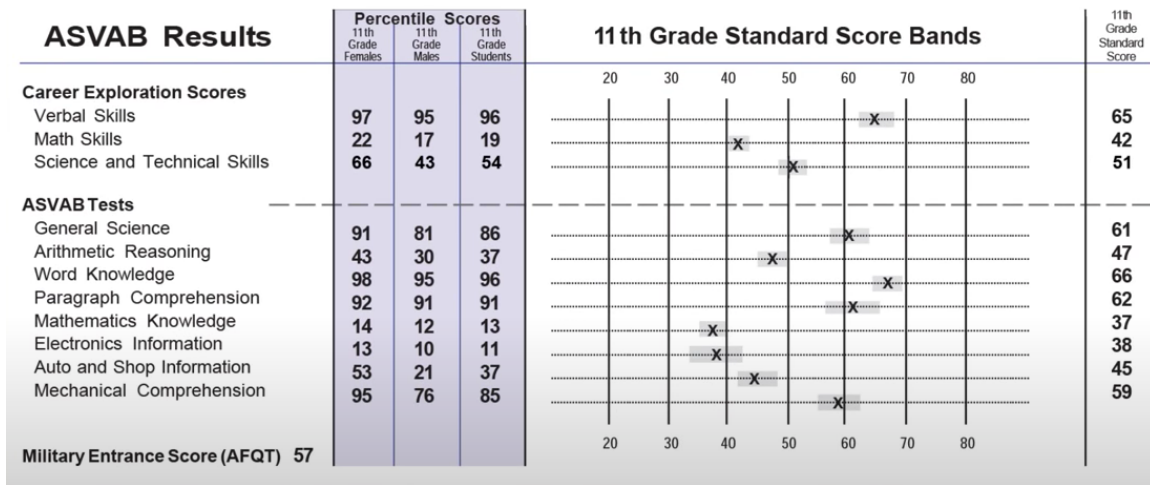 ASVAB Results
Percentile Scores
11th Grade Females
11th Grade Males
11th Grade Students
11th Grade Standard Score Bands
11th Grade Standard Score
20 30 40 50 60 70 80
Career Exploration Scores
Verbal Skills 97 95 96 X 65
Math Skills 22 17 19 X 42
Science and Technical Skills 66 43 54 X 51
ASVAB Tests
General Science 91 81 86 X 61
Arithmetic Reasoning 43 30 37 X 47
Word Knowledge 98 95 96 X 66
Paragraph Comprehension 92 91 91 X 62
Mathematics Knowledge 14 12 13 X 37
Electronics Information 13 10 11 X 38
Auto and Shop Information 53 21 37 X 45
Mechanical Comprehension 95 76 85 X 59
20 30 40 50 60 70 80
Military Entrance Score (AFQT) 57